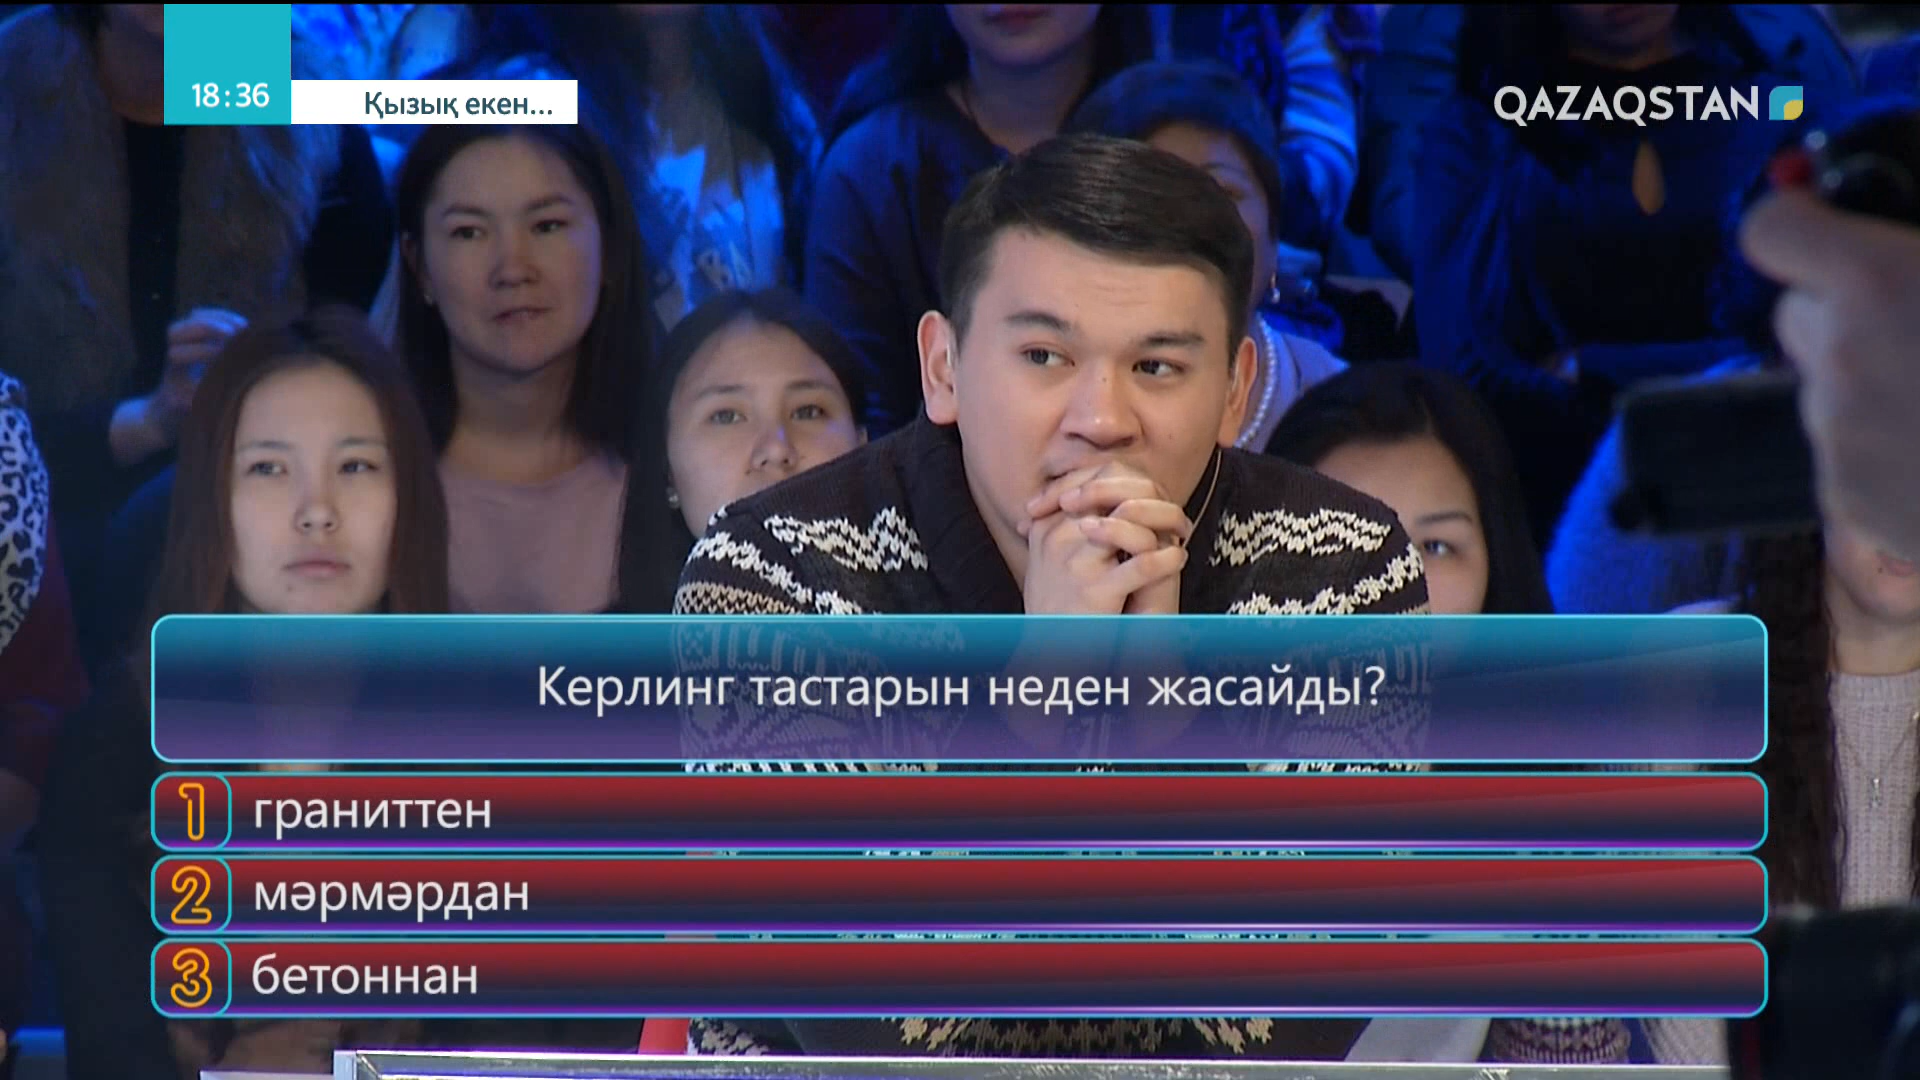 18:36
Қызық екен...
QAZAQSTAN
Керлинг тастарын неден жасайды?
1 граниттен
2 мәрмәрдан
3 бетоннан